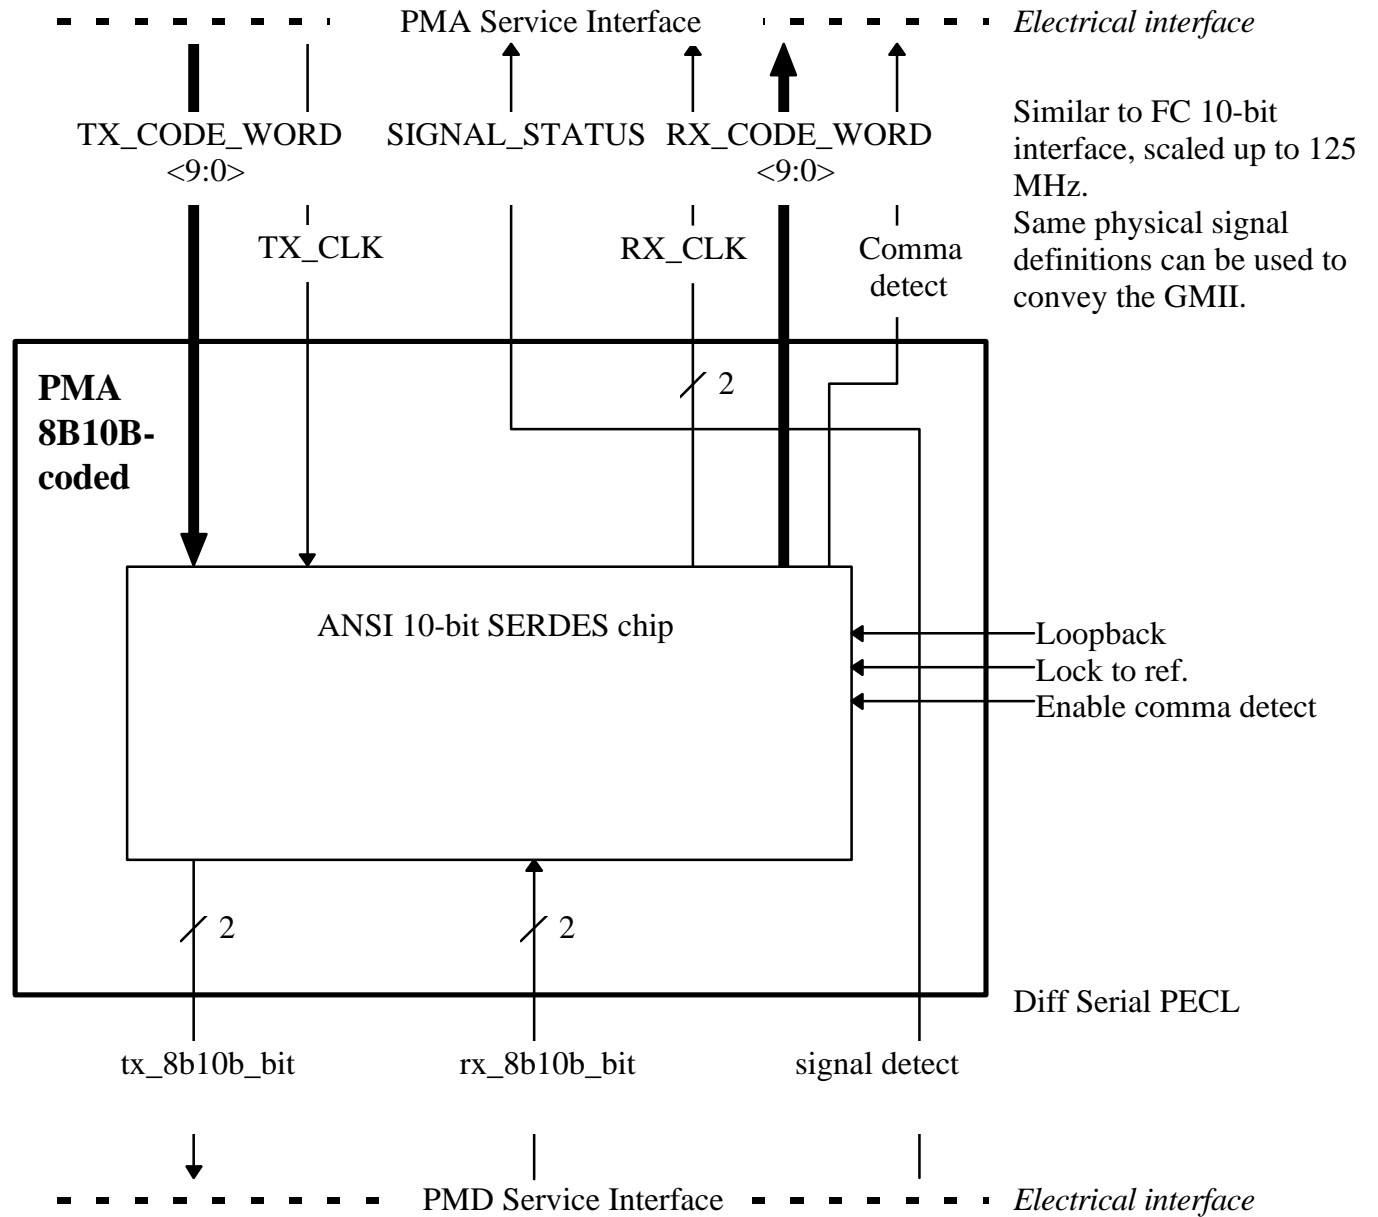 PMA Service Interface
Electrical interface
TX_CODE_WORD
<9:0>
SIGNAL_STATUS
RX_CODE_WORD
<9:0>
Similar to FC 10-bit
interface, scaled up to 125
MHz.
Same physical signal
definitions can be used to
convey the GMII.
TX_CLK
RX_CLK
Comma
detect
PMA
8B10B-
coded
2
ANSI 10-bit SERDES chip
Loopback
Lock to ref.
Enable comma detect
2
2
Diff Serial PECL
tx_8b10b_bit
rx_8b10b_bit
signal detect
PMD Service Interface
Electrical interface